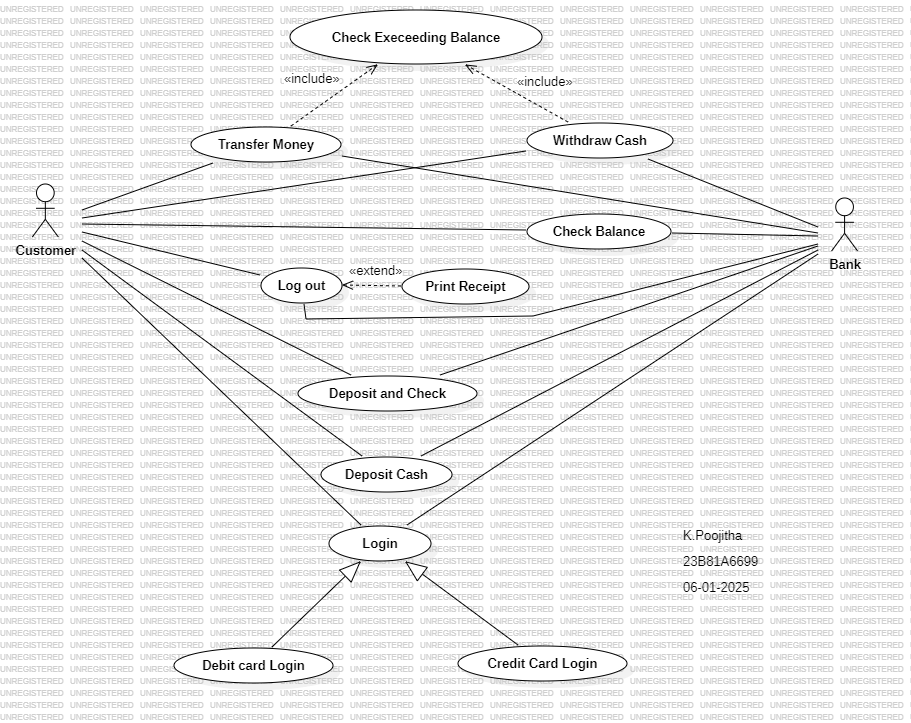 Check Execeeding Balance
«include»
«include»
Transfer Money
Withdraw Cash
Customer
Check Balance
Bank
Log out
«extend»
Print Receipt
Deposit and Check
Deposit Cash
Login
K.Poojitha
23B81A6699
06-01-2025
Debit card Login
Credit Card Login
UNREGISTERED